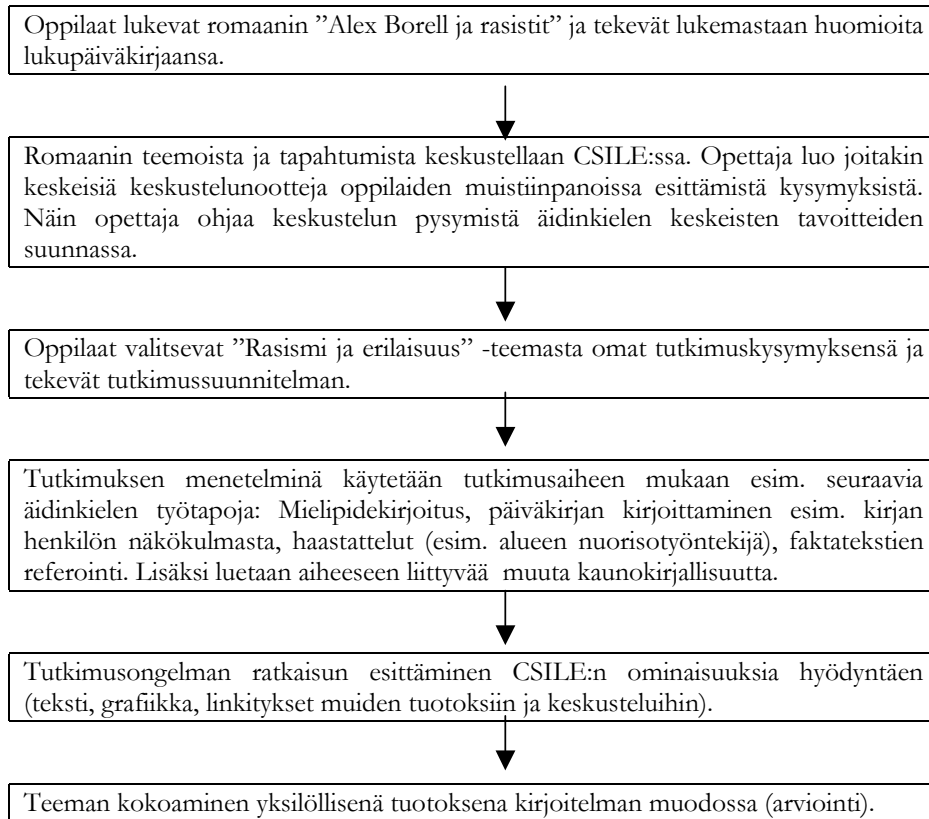 Oppilaat lukevat romaanin ”Alex Borell ja rasistit” ja tekevät lukemastaan huomioita
lukupäiväkirjaansa.
Romaanin teemoista ja tapahtumista keskustellaan CSILE:ssa. Opettaja luo joitakin
keskeisiä keskustelunootteja oppilaiden muistiinpanoissa esittämistä kysymyksistä.
Näin opettaja ohjaa keskustelun pysymistä äidinkielen keskeisten tavoitteiden
suunnassa.
Oppilaat valitsevat ”Rasismi ja erilaisuus” -teemasta omat tutkimuskysymyksensä ja
tekevät tutkimussuunnitelman.
Tutkimuksen menetelminä käytetään tutkimusaiheen mukaan esim. seuraavia
äidinkielen työtapoja: Mielipidekirjoitus, päiväkirjan kirjoittaminen esim. kirjan
henkilön näkökulmasta, haastattelut (esim. alueen nuorisotyöntekijä), faktatekstien
referointi. Lisäksi luetaan aiheeseen liittyvää muuta kaunokirjallisuutta.
Tutkimusongelman ratkaisun esittäminen CSILE:n ominaisuuksia hyödyntäen
(teksti, grafiikka, linkitykset muiden tuotoksiin ja keskusteluihin).
Teeman kokoaminen yksilöllisenä tuotoksena kirjoitelman muodossa (arviointi).